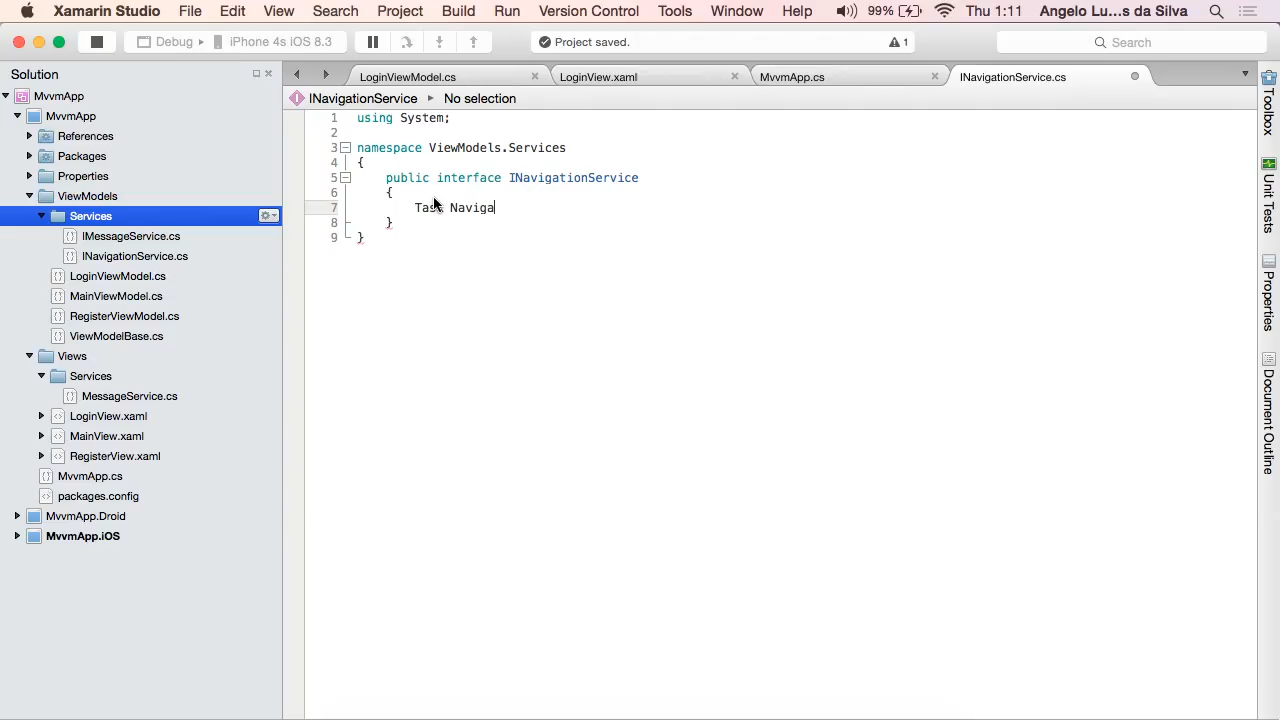 Xamarin Studio File Edit View Search Project Build Run Version Control Tools Window Help 99% Thu 1:11 Angelo Lu...s da Silva
Debug iPhone 4s iOS 8.3 Project saved. 1 Search
Solution
MvvmApp
MvvmApp
References
Packages
Properties
ViewModels
Services
IMessageService.cs
INavigationService.cs
LoginViewModel.cs
MainViewModel.cs
RegisterViewModel.cs
ViewModelBase.cs
Views
Services
MessageService.cs
LoginView.xaml
MainView.xaml
RegisterView.xaml
MvvmApp.cs
packages.config
MvvmApp.Droid
MvvmApp.iOS
LoginViewModel.cs LoginView.xaml MvvmApp.cs INavigationService.cs
INavigationService No selection
1 using System;
2
3 namespace ViewModels.Services
4 {
5 public interface INavigationService
6 {
7 Task Naviga
8 }
9 }
Toolbox
Unit Tests
Properties
Document Outline